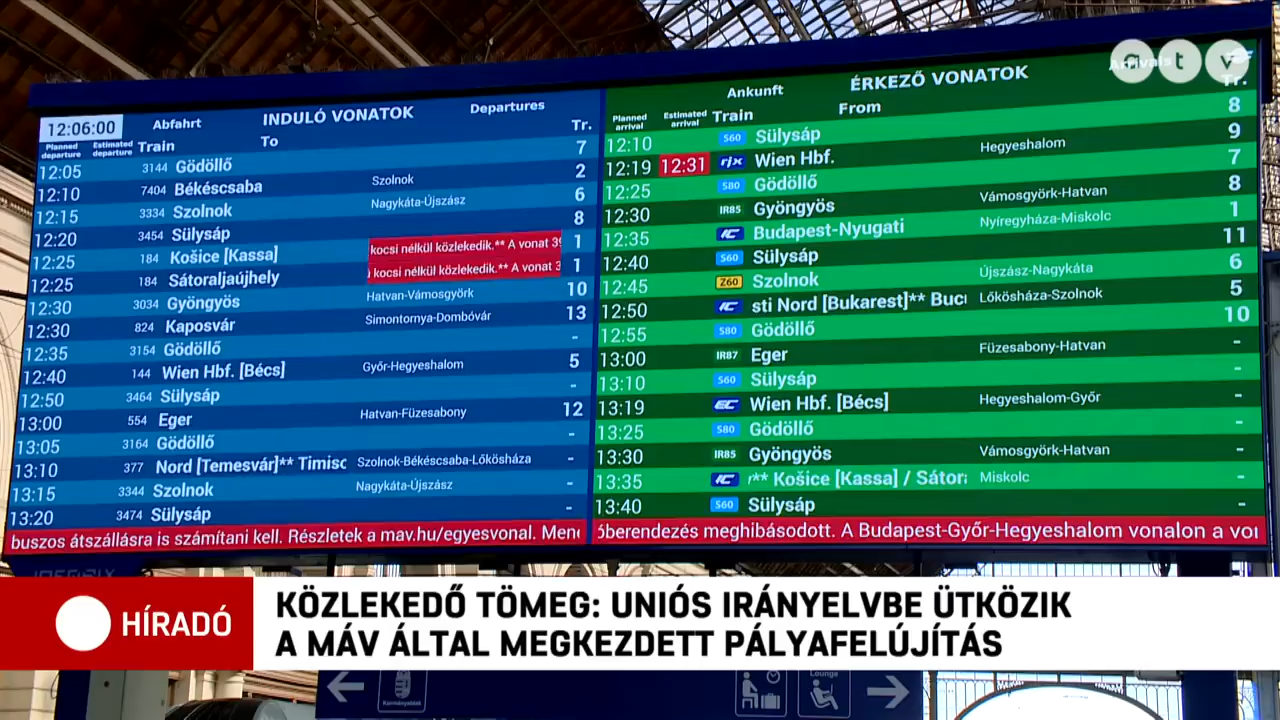 atv
INDULÓ VONATOK
Abfahrt
Departures
12:06:00
Planned departure Estimated departure Train To Tr.
12:05 3144 Gödöllő 7
12:10 7404 Békéscsaba Szolnok 2
12:15 3334 Szolnok Nagykáta-Újszász 6
12:20 3454 Sülysáp 8
12:25 184 Košice [Kassa] kocsi nélkül közlekedik.** A vonat 1
12:25 184 Sátoraljaújhely kocsi nélkül közlekedik.** A vonat 1
12:30 3034 Gyöngyös Hatvan-Vámosgyörk 10
12:30 824 Kaposvár Simontornya-Dombóvár 13
12:35 3154 Gödöllő -
12:40 144 Wien Hbf. [Bécs] Győr-Hegyeshalom 5
12:50 3464 Sülysáp -
13:00 554 Eger Hatvan-Füzesabony 12
13:05 3164 Gödöllő -
13:10 377 Nord [Temesvár]** Timisc Szolnok-Békéscsaba-Lőkösháza -
13:15 3344 Szolnok Nagykáta-Újszász -
13:20 3474 Sülysáp -
buszos átszállásra is számítani kell. Részletek a mav.hu/egyesvonal. Mene
Ankunft
ÉRKEZŐ VONATOK
Arrivals
Planned arrival Estimated arrival Train From Tr.
12:10 S60 Sülysáp 8
12:19 12:31 rjx Wien Hbf. Hegyeshalom 9
12:25 S80 Gödöllő 7
12:30 IR85 Gyöngyös Vámosgyörk-Hatvan 8
12:35 IC Budapest-Nyugati Nyíregyháza-Miskolc 1
12:40 S60 Sülysáp 11
12:45 Z60 Szolnok Újszász-Nagykáta 6
12:50 IC sti Nord [Bukarest]** Buc Lőkösháza-Szolnok 5
12:55 S80 Gödöllő 10
13:00 IR87 Eger Füzesabony-Hatvan -
13:10 S60 Sülysáp -
13:19 EC Wien Hbf. [Bécs] Hegyeshalom-Győr -
13:25 S80 Gödöllő -
13:30 IR85 Gyöngyös Vámosgyörk-Hatvan -
13:35 IC ** Košice [Kassa] / Sátora Miskolc -
13:40 S60 Sülysáp -
óberendezés meghibásodott. A Budapest-Győr-Hegyeshalom vonalon a vo
HÍRADÓ
KÖZLEKEDŐ TÖMEG: UNIÓS IRÁNYELVBE ÜTKÖZIK
A MÁV ÁLTAL MEGKEZDETT PÁLYAFELÚJÍTÁS
Lounge